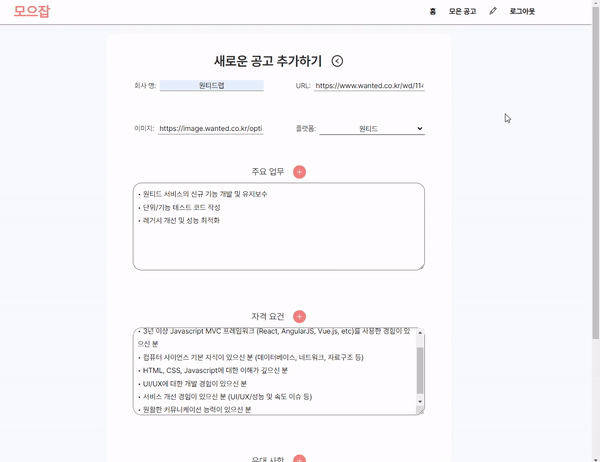 모으잡
홈 모은 공고 로그아웃
새로운 공고 추가하기
회사 명: 원티드랩 URL: https://www.wanted.co.kr/wd/114
이미지: https://image.wanted.co.kr/opti 플랫폼: 원티드
주요 업무
• 원티드 서비스의 신규 기능 개발 및 유지보수
• 단위/기능 테스트 코드 작성
• 레거시 개선 및 성능 최적화
자격 요건
• 3년 이상 Javascript MVC 프레임워크 (React, AngularJS, Vue.js, etc)를 사용한 경험이 있
으신 분
• 컴퓨터 사이언스 기본 지식이 있으신 분 (데이터베이스, 네트워크, 자료구조 등)
• HTML, CSS, Javascript에 대한 이해가 깊으신 분
• UI/UX에 대한 개발 경험이 있으신 분
• 서비스 개선 경험이 있으신 분 (UI/UX/성능 및 속도 이슈 등)
• 원활한 커뮤니케이션 능력이 있으신 분
우대 사항